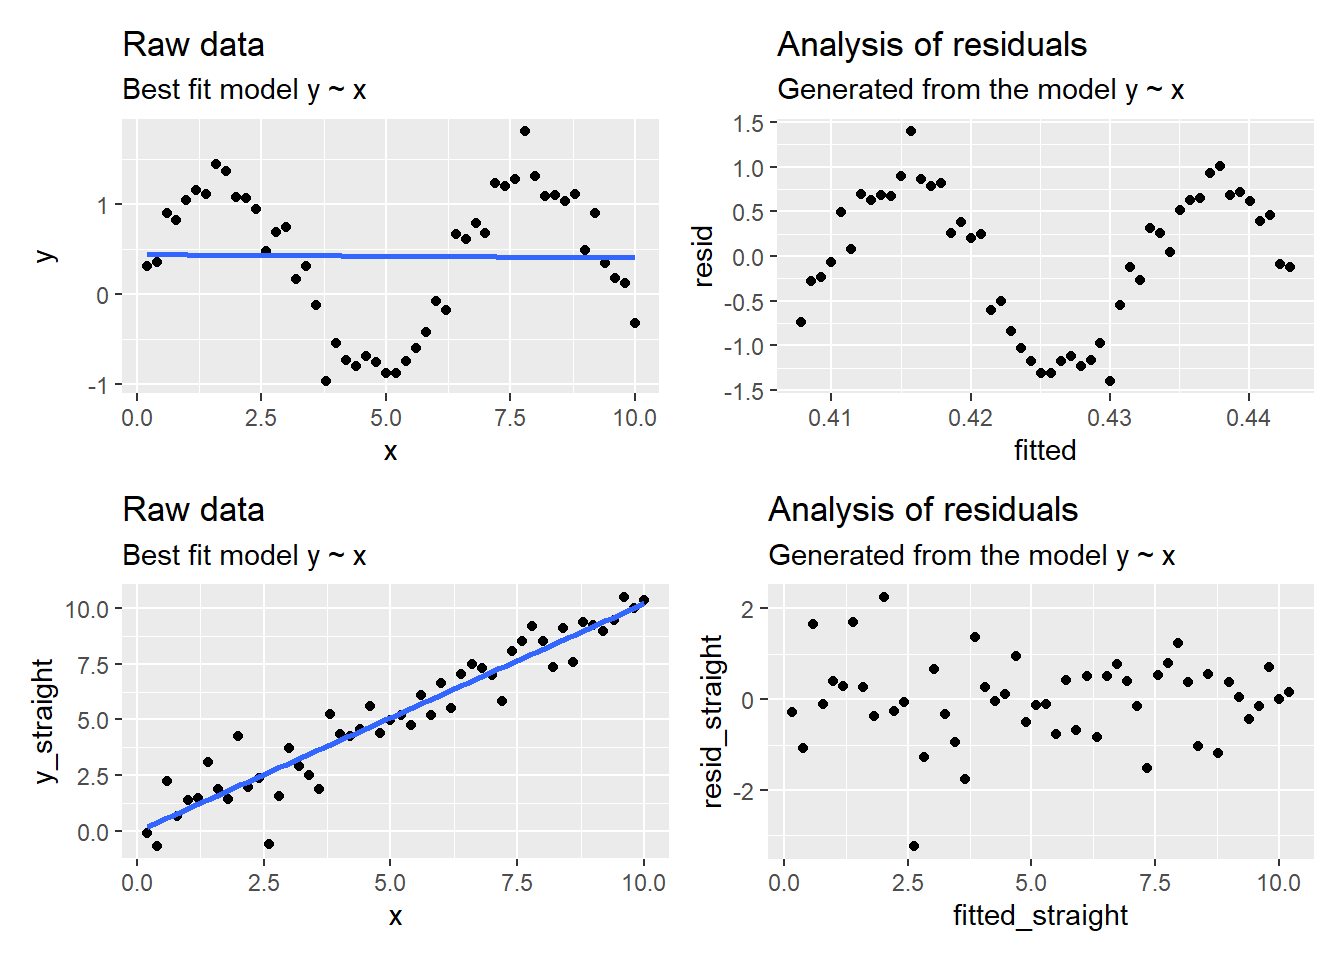 Raw data
Best fit model y ~ x
y
1
0
-1
0.0 2.5 5.0 7.5 10.0
x
Analysis of residuals
Generated from the model y ~ x
resid
1.5
1.0
0.5
0.0
-0.5
-1.0
-1.5
0.41 0.42 0.43 0.44
fitted
Raw data
Best fit model y ~ x
y_straight
10.0
7.5
5.0
2.5
0.0
0.0 2.5 5.0 7.5 10.0
x
Analysis of residuals
Generated from the model y ~ x
resid_straight
2
0
-2
0.0 2.5 5.0 7.5 10.0
fitted_straight